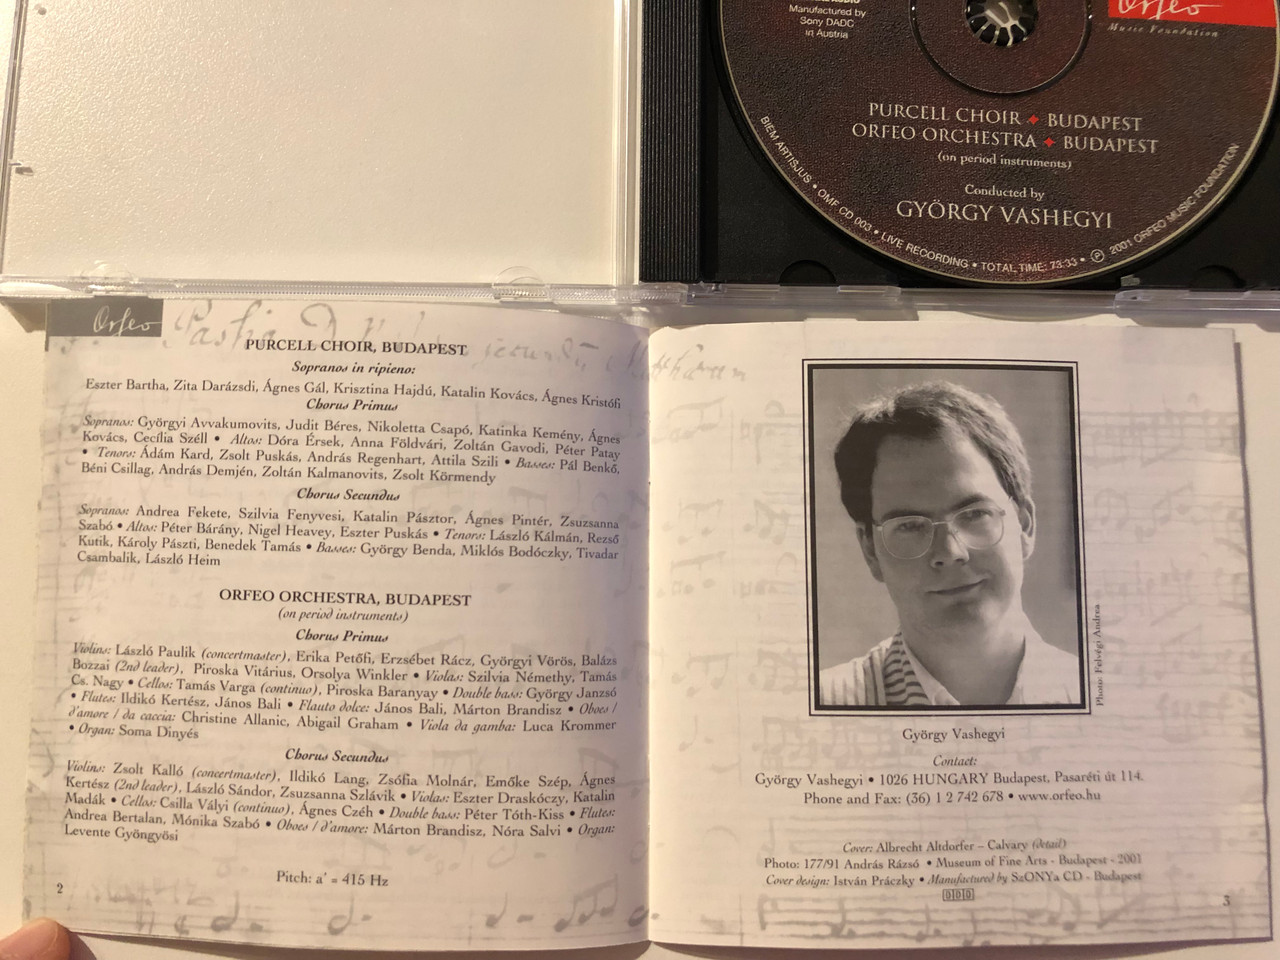 Manufactured by
Sony DADC
in Austria
Orfeo
Music Foundation
PURCELL CHOIR ✦ BUDAPEST
ORFEO ORCHESTRA ✦ BUDAPEST
(on period instruments)
Conducted by
GYÖRGY VASHEGYI
BIEM ARTISJUS • OMF CD 003 • LIVE RECORDING • TOTAL TIME: 73:33 • Ⓟ 2001 ORFEO MUSIC FOUNDATION
Orfeo
PURCELL CHOIR, BUDAPEST
Sopranos in ripieno:
Eszter Bartha, Zita Darázsdi, Ágnes Gál, Krisztina Hajdú, Katalin Kovács, Ágnes Kristófi
Chorus Primus
Sopranos: Györgyi Avvakumovits, Judit Béres, Nikoletta Csapó, Katinka Kemény, Ágnes
Kovács, Cecília Széll • Altos: Dóra Érsek, Anna Földvári, Zoltán Gavodi, Péter Patay
• Tenors: Ádám Kard, Zsolt Puskás, András Regenhart, Attila Szili • Basses: Pál Benkő,
Béni Csillag, András Demjén, Zoltán Kalmanovits, Zsolt Körmendy
Chorus Secundus
Sopranos: Andrea Fekete, Szilvia Fenyvesi, Katalin Pásztor, Ágnes Pintér, Zsuzsanna
Szabó • Altos: Péter Bárány, Nigel Heavey, Eszter Puskás • Tenors: László Kálmán, Rezső
Kutik, Károly Pászti, Benedek Tamás • Basses: György Benda, Miklós Bodóczky, Tivadar
Csambalik, László Heim
ORFEO ORCHESTRA, BUDAPEST
(on period instruments)
Chorus Primus
Violins: László Paulik (concertmaster), Erika Petőfi, Erzsébet Rácz, Györgyi Vörös, Balázs
Bozzai (2nd leader), Piroska Vitárius, Orsolya Winkler • Violas: Szilvia Némethy, Tamás
Cs. Nagy • Cellos: Tamás Varga (continuo), Piroska Baranyay • Double bass: György Janzsó
• Flutes: Ildikó Kertész, János Bali • Flauto dolce: János Bali, Márton Brandisz • Oboes /
d'amore / da caccia: Christine Allanic, Abigail Graham • Viola da gamba: Luca Krommer
• Organ: Soma Dinyés
Chorus Secundus
Violins: Zsolt Kalló (concertmaster), Ildikó Lang, Zsófia Molnár, Emőke Szép, Ágnes
Kertész (2nd leader), László Sándor, Zsuzsanna Szlávik • Violas: Eszter Draskóczy, Katalin
Madák • Cellos: Csilla Vályi (continuo), Ágnes Czéh • Double bass: Péter Tóth-Kiss • Flutes:
Andrea Bertalan, Mónika Szabó • Oboes / d'amore: Márton Brandisz, Nóra Salvi • Organ:
Levente Gyöngyösi
Pitch: a' = 415 Hz
2
Photo: Felvégi Andrea
György Vashegyi
Contact:
György Vashegyi • 1026 HUNGARY Budapest, Pasaréti út 114.
Phone and Fax: (36) 1 2 742 678 • www.orfeo.hu
Cover: Albrecht Altdorfer – Calvary (detail)
Photo: 177/91 András Rázsó • Museum of Fine Arts - Budapest - 2001
Cover design: István Práczky • Manufactured by SzONYa CD - Budapest
DDD
3